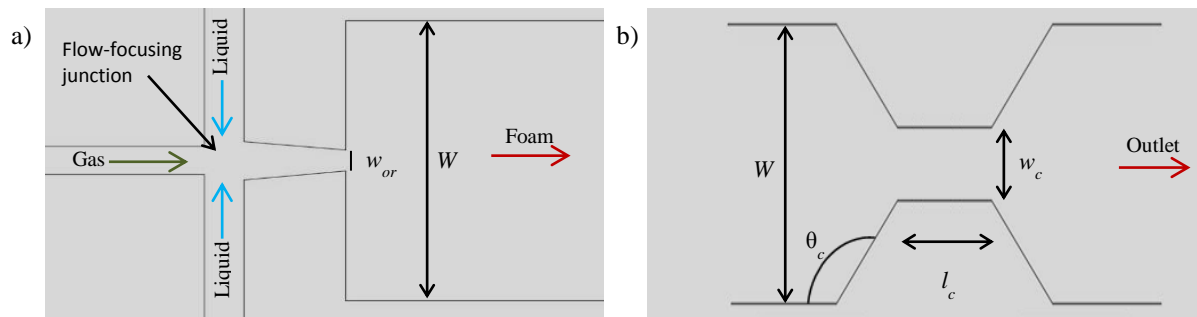 a)
Flow-focusing
junction
Liquid
Gas
Liquid
w_or
W
Foam
b)
W
θ_c
l_c
w_c
Outlet